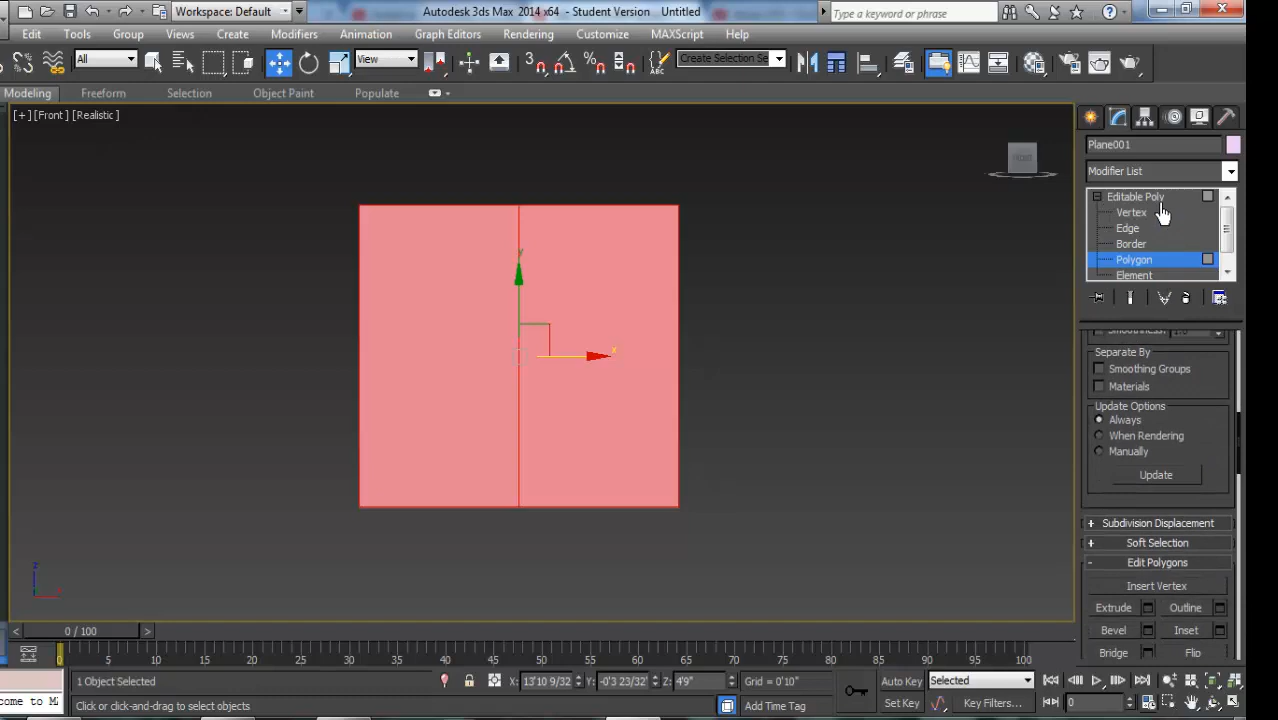 Workspace: Default
Autodesk 3ds Max 2014 x64 - Student Version Untitled
Type a keyword or phrase
Edit Tools Group Views Create Modifiers Animation Graph Editors Rendering Customize MAXScript Help
All View 3 Create Selection Se
Modeling Freeform Selection Object Paint Populate
[+] [Front] [Realistic]
FRONT
Plane001
Modifier List
Editable Poly
Vertex
Edge
Border
Polygon
Element
y
x
z
Separate By
Smoothing Groups
Materials
Update Options
Always
When Rendering
Manually
Update
+ Subdivision Displacement
+ Soft Selection
- Edit Polygons
Insert Vertex
Extrude Outline
Bevel Inset
Bridge Flip
< 0 / 100 >
0 5 10 15 20 25 30 35 40 45 50 55 60 65 70 75 80 85 90 95 100
1 Object Selected X: 13'10 9/32 Y: -0'3 23/32" Z: 4'9" Grid = 0'10" Auto Key Selected
Click or click-and-drag to select objects Add Time Tag Set Key Key Filters... 0